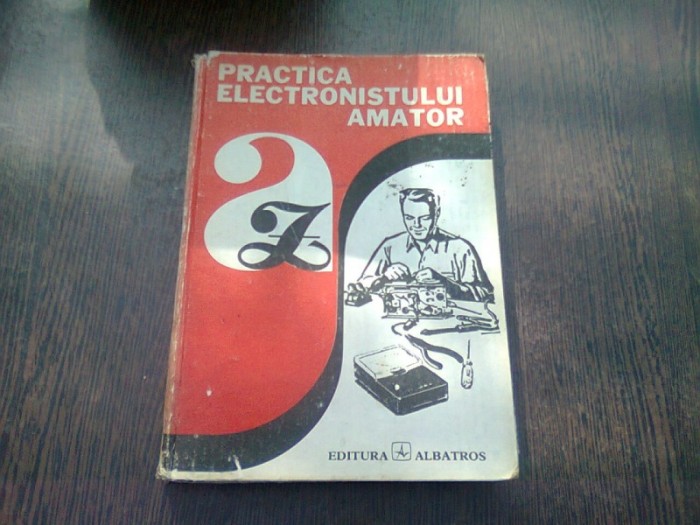 PRACTICA
ELECTRONISTULUI
AMATOR
a
z
EDITURA ALBATROS